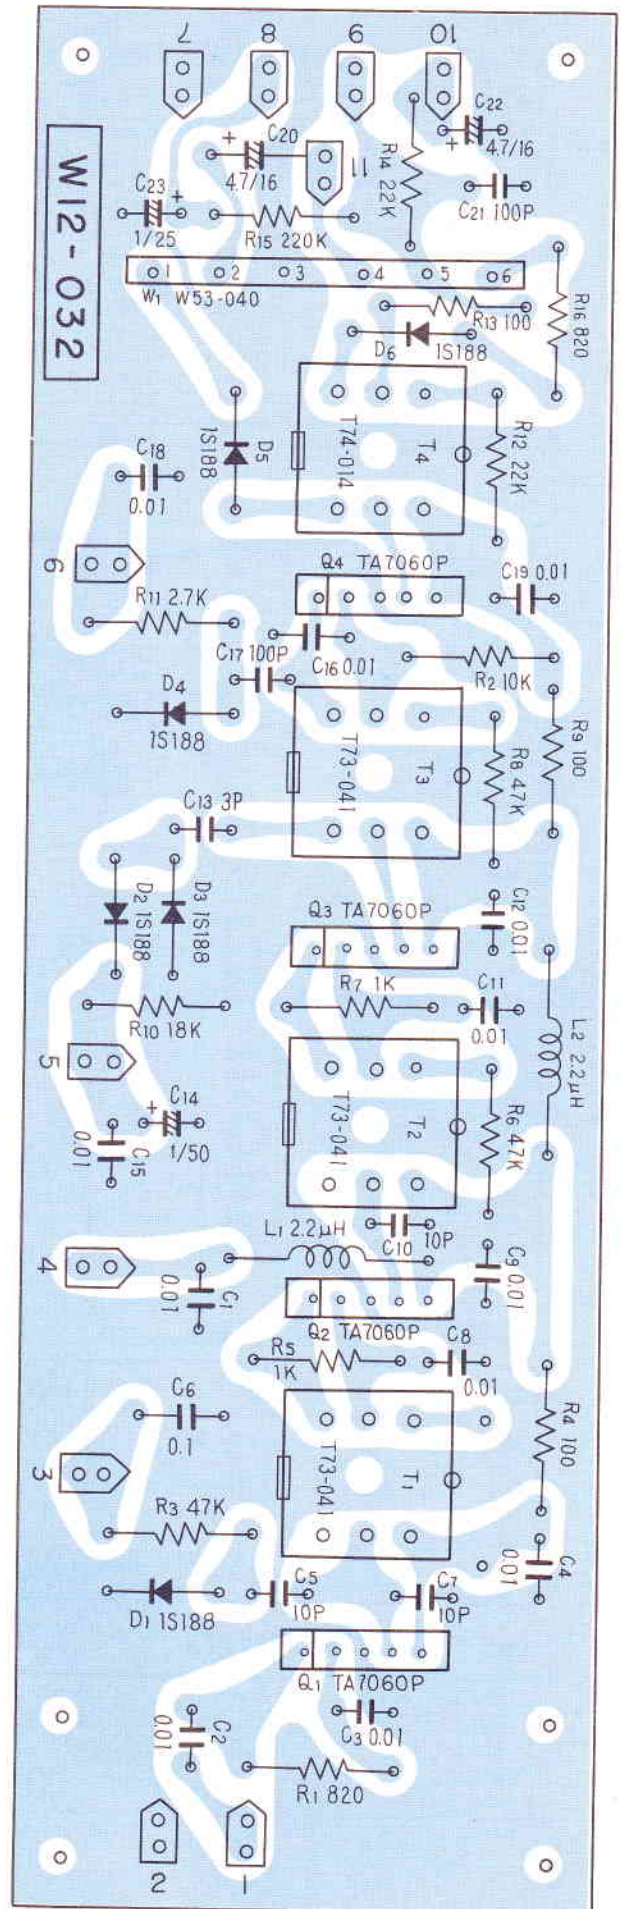 7
8
9
10
C20
4.7/16
+
11
R14 22K
C22
4.7/16
+
C21 100P
C23
1/25
+
R15 220K
W12-032
1
2
3
4
5
6
W1 W53-040
R13 100
R16 820
D6
1S188
D5
1S188
T74-014
T4
R12 22K
C18
0.01
6
Q4 TA7060P
C19 0.01
R11 2.7K
C17 100P
C16 0.01
R2 10K
D4
1S188
T73-041
T3
R8 47K
R9 100
C13 3P
D2 1S188
D3 1S188
Q3 TA7060P
C12 0.01
R10 18K
R7 1K
C11
0.01
L2 2.2μH
5
C14
1/50
+
C15
0.01
T73-041
T2
R6 47K
4
C1
0.01
L1 2.2μH
C10 10P
C9 0.01
Q2 TA7060P
R5
1K
C8
0.01
C6
0.1
3
T73-041
T1
R4 100
R3 47K
D1 1S188
C5
10P
C7
10P
C4
0.01
Q1 TA7060P
C2
0.01
C3 0.01
R1 820
2
1